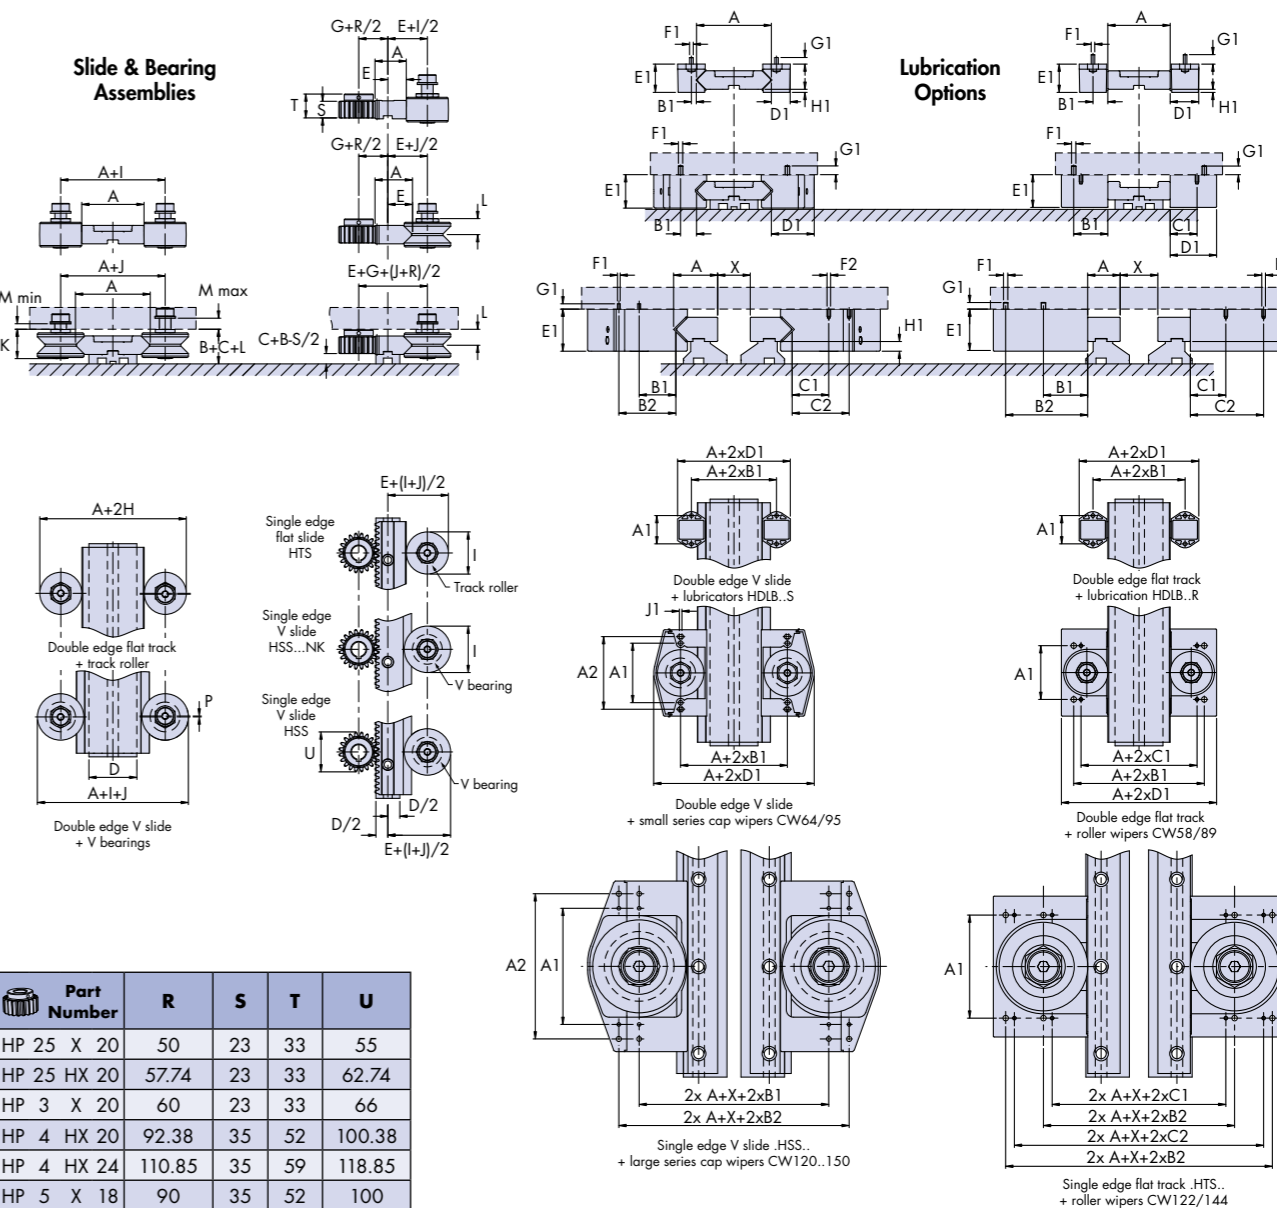 Slide & Bearing
Assemblies
G+R/2 E+I/2
A
E
T S
G+R/2 E+J/2
A
E
L
A+I
A
A+J
A
M min
M max
K
B+C+L
E+G+(J+R)/2
L
C+B-S/2
Lubrication
Options
A
F1
G1
E1
B1
D1
H1
A
F1
G1
E1
B1
D1
H1
F1
G1
E1
B1
D1
F1
G1
E1
B1
C1
D1
F1
A
X
F2
G1
E1
H1
B1
B2
C1
C2
F1
A
X
G1
E1
B1
B2
C1
C2
A+2H
Double edge flat track
+ track roller
P
D
A+I+J
Double edge V slide
+ V bearings
E+(I+J)/2
Single edge
flat slide
HTS
I
Track roller
Single edge
V slide
HSS...NK
I
V bearing
Single edge
V slide
HSS
U
V bearing
D/2
D/2
E+(I+J)/2
A+2xD1
A+2xB1
A1
Double edge V slide
+ lubricators HDLB..S
J1
A2
A1
A+2xB1
A+2xD1
Double edge V slide
+ small series cap wipers CW64/95
A+2xD1
A+2xB1
A1
Double edge flat track
+ lubrication HDLB..R
A1
A+2xC1
A+2xB1
A+2xD1
Double edge flat track
+ roller wipers CW58/89
A2
A1
2x A+X+2xB1
2x A+X+2xB2
Single edge V slide .HSS..
+ large series cap wipers CW120..150
A1
2x A+X+2xC1
2x A+X+2xB2
2x A+X+2xC2
2x A+X+2xB2
Single edge flat track .HTS..
+ roller wipers CW122/144
Part Number R S T U
HP 25 X 20 50 23 33 55
HP 25 HX 20 57.74 23 33 62.74
HP 3 X 20 60 23 33 66
HP 4 HX 20 92.38 35 52 100.38
HP 4 HX 24 110.85 35 59 118.85
HP 5 X 18 90 35 52 100